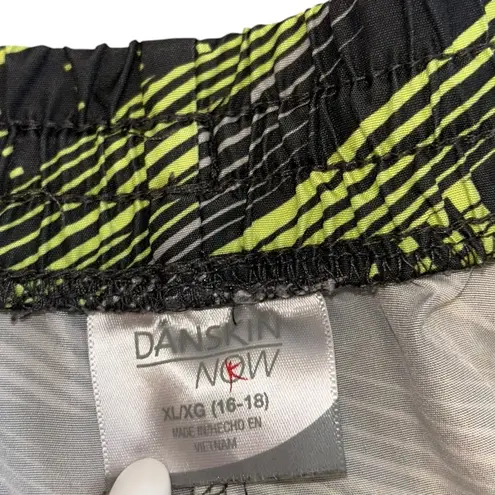 DANSKIN
NOW
K
XL/XG (16-18)
MADE IN/HECHO EN
VIETNAM